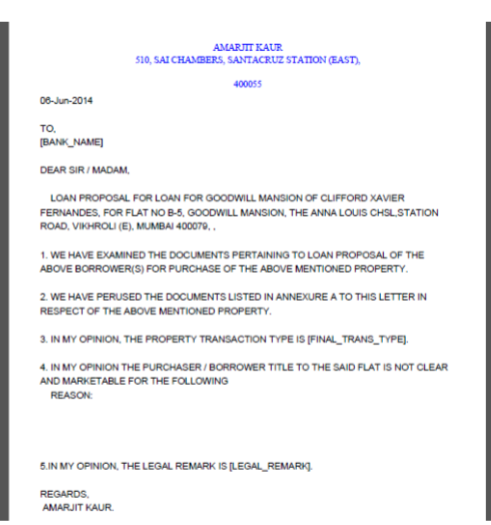 AMARJIT KAUR
510, SAI CHAMBERS, SANTACRUZ STATION (EAST),
400055
06-Jun-2014
TO,
[BANK_NAME]
DEAR SIR / MADAM,
LOAN PROPOSAL FOR LOAN FOR GOODWILL MANSION OF CLIFFORD XAVIER
FERNANDES, FOR FLAT NO B-5, GOODWILL MANSION, THE ANNA LOUIS CHSL,STATION
ROAD, VIKHROLI (E), MUMBAI 400079, ,
1. WE HAVE EXAMINED THE DOCUMENTS PERTAINING TO LOAN PROPOSAL OF THE
ABOVE BORROWER(S) FOR PURCHASE OF THE ABOVE MENTIONED PROPERTY.
2. WE HAVE PERUSED THE DOCUMENTS LISTED IN ANNEXURE A TO THIS LETTER IN
RESPECT OF THE ABOVE MENTIONED PROPERTY.
3. IN MY OPINION, THE PROPERTY TRANSACTION TYPE IS [FINAL_TRANS_TYPE].
4. IN MY OPINION THE PURCHASER / BORROWER TITLE TO THE SAID FLAT IS NOT CLEAR
AND MARKETABLE FOR THE FOLLOWING
REASON:
5.IN MY OPINION, THE LEGAL REMARK IS [LEGAL_REMARK].
REGARDS,
AMARJIT KAUR.